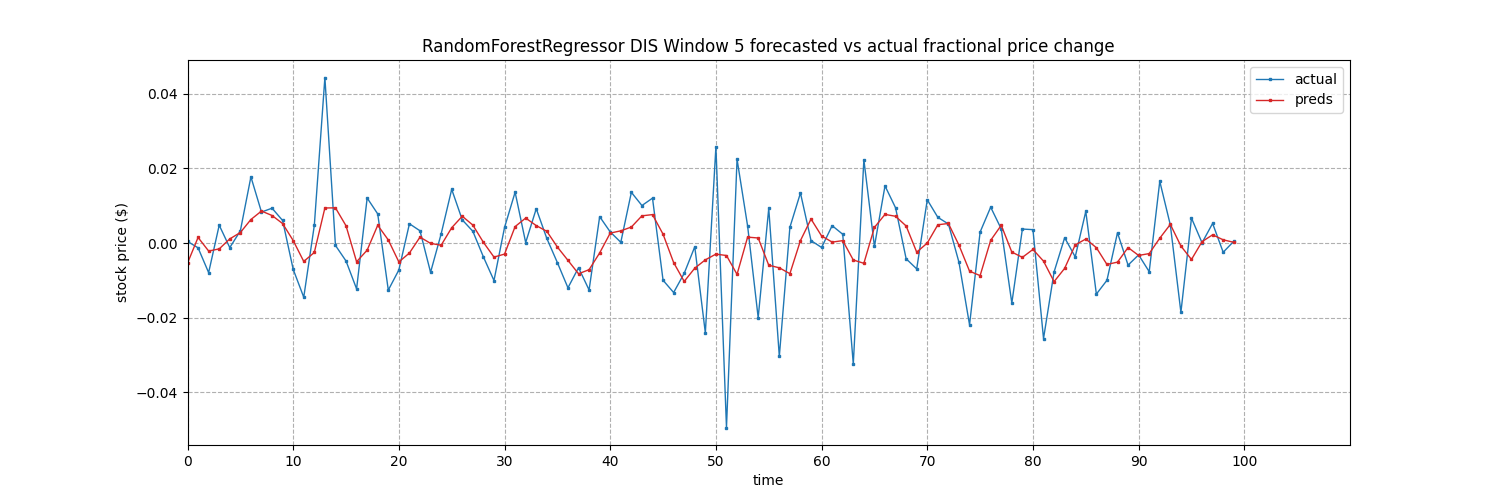 RandomForestRegressor DIS Window 5 forecasted vs actual fractional price change
actual
preds
stock price ($)
0.04
0.02
0.00
−0.02
−0.04
0 10 20 30 40 50 60 70 80 90 100
time